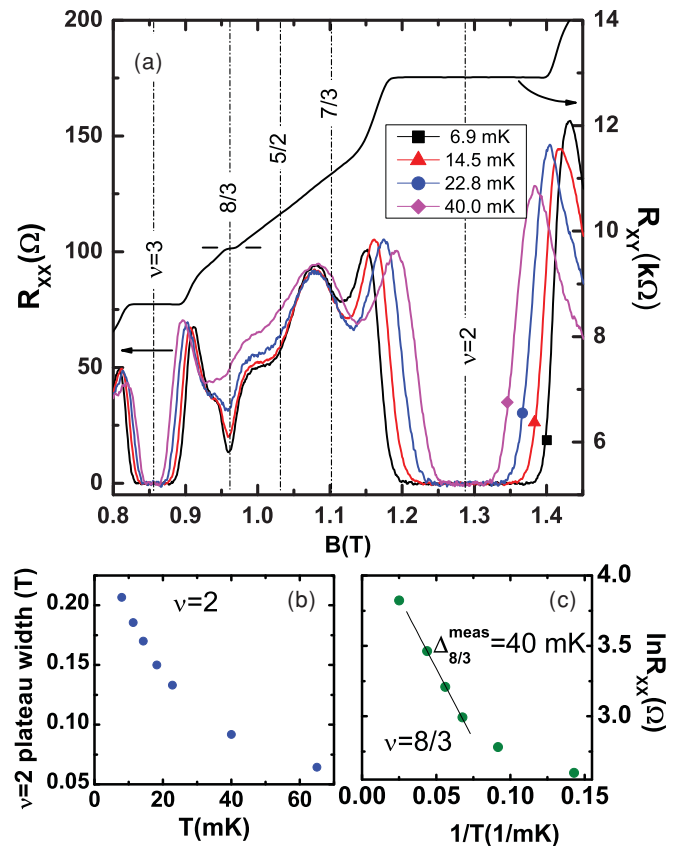 (a)
200
150
100
50
0
R_XX(Ω)
14
12
10
8
6
R_XY(kΩ)
ν=3
8/3
5/2
7/3
ν=2
6.9 mK
14.5 mK
22.8 mK
40.0 mK
0.8 0.9 1.0 1.1 1.2 1.3 1.4
B(T)
(b)
ν=2
0.20
0.15
0.10
0.05
ν=2 plateau width (T)
0 20 40 60
T(mK)
(c)
Δ_{8/3}^{meas}=40 mK
ν=8/3
4.0
3.5
3.0
lnR_xx(Ω)
0.00 0.05 0.10 0.15
1/T(1/mK)